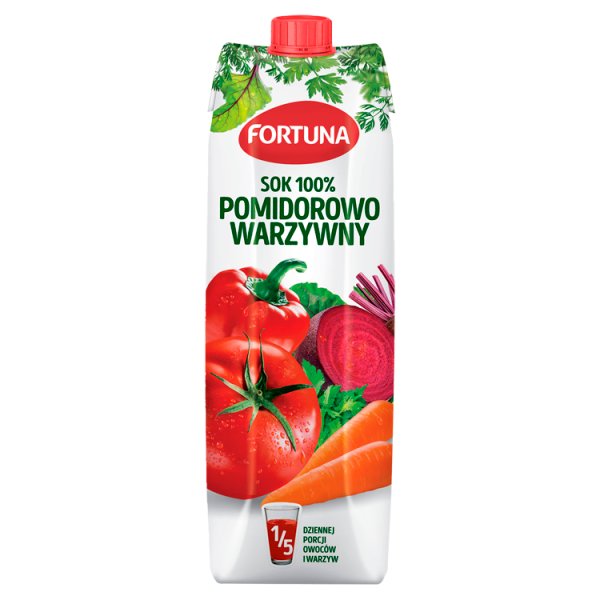 FORTUNA
SOK 100%
POMIDOROWO
WARZYWNY
1/5
DZIENNEJ
PORCJI
OWOCÓW
I WARZYW